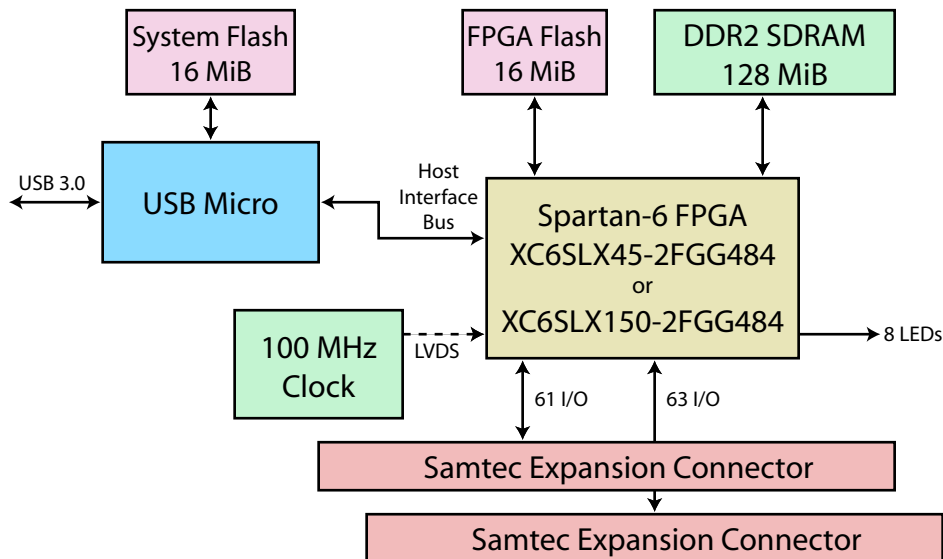 System Flash
16 MiB
FPGA Flash
16 MiB
DDR2 SDRAM
128 MiB
USB 3.0
USB Micro
Host
Interface
Bus
Spartan-6 FPGA
XC6SLX45-2FGG484
or
XC6SLX150-2FGG484
100 MHz
Clock
LVDS
8 LEDs
61 I/O
63 I/O
Samtec Expansion Connector
Samtec Expansion Connector